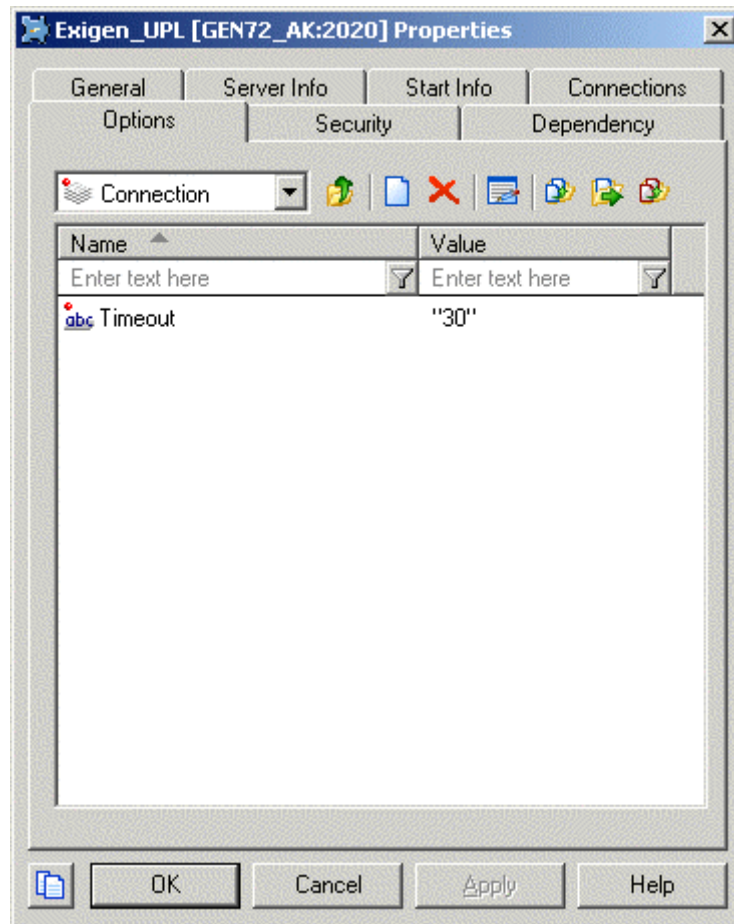 Exigen_UPL [GEN72_AK:2020] Properties
General Server Info Start Info Connections
Options Security Dependency
Connection
Name Value
Enter text here Enter text here
abc Timeout "30"
OK Cancel Apply Help